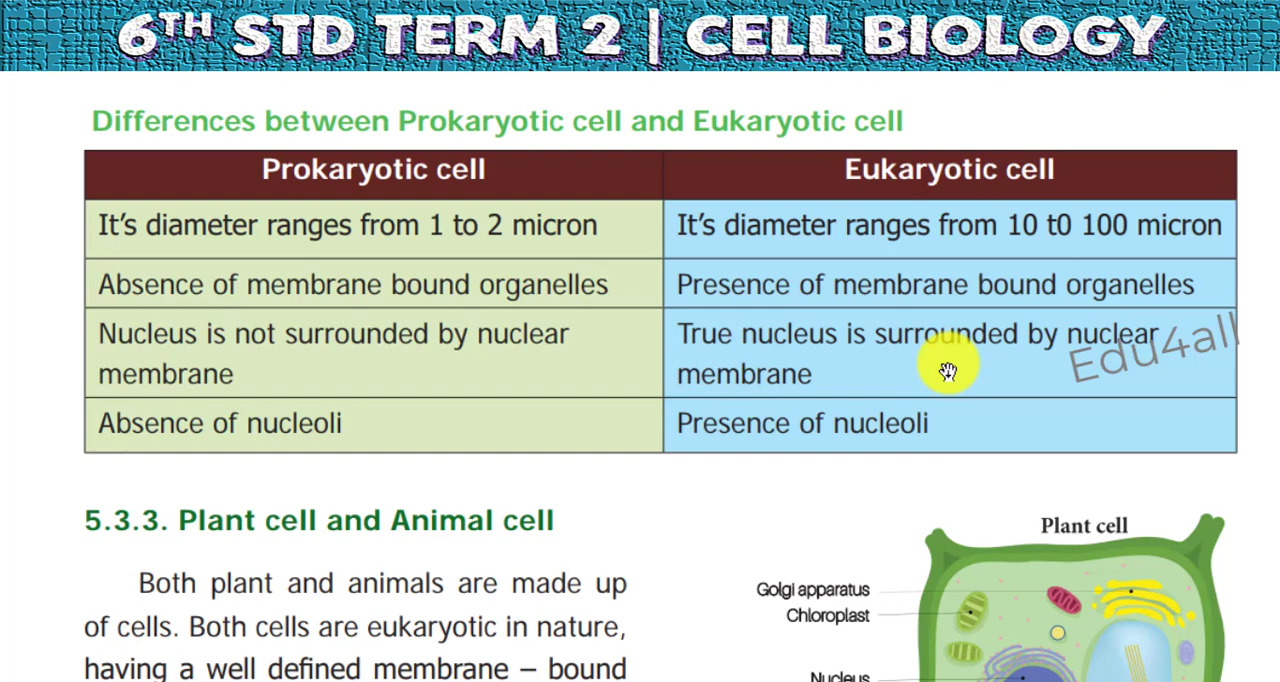 6TH STD TERM 2 | CELL BIOLOGY
Differences between Prokaryotic cell and Eukaryotic cell
Prokaryotic cell
Eukaryotic cell
It's diameter ranges from 1 to 2 micron
It's diameter ranges from 10 t0 100 micron
Absence of membrane bound organelles
Presence of membrane bound organelles
Nucleus is not surrounded by nuclear
membrane
True nucleus is surrounded by nuclear
membrane
Edu4all
Absence of nucleoli
Presence of nucleoli
5.3.3. Plant cell and Animal cell
Both plant and animals are made up
of cells. Both cells are eukaryotic in nature,
having a well defined membrane – bound
Plant cell
Golgi apparatus
Chloroplast
Nucleus